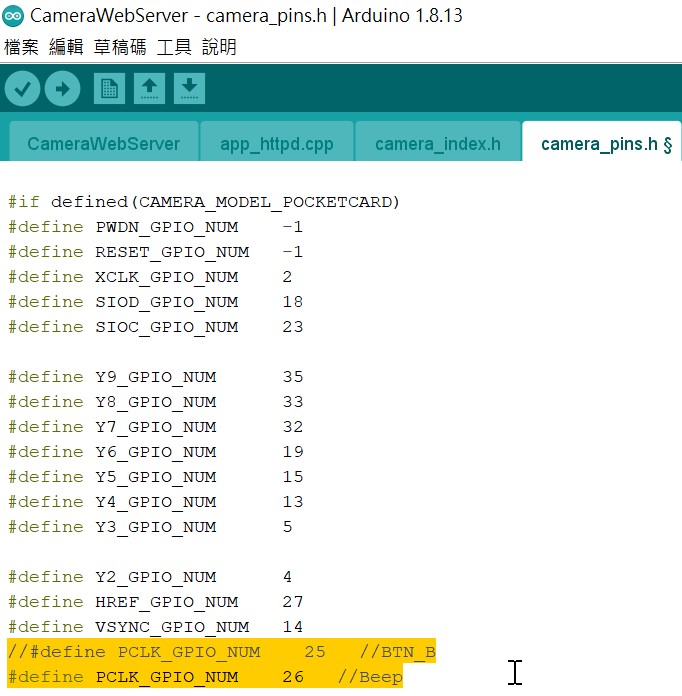 CameraWebServer - camera_pins.h | Arduino 1.8.13
檔案 編輯 草稿碼 工具 說明
CameraWebServer app_httpd.cpp camera_index.h camera_pins.h §
#if defined(CAMERA_MODEL_POCKETCARD)
#define PWDN_GPIO_NUM -1
#define RESET_GPIO_NUM -1
#define XCLK_GPIO_NUM 2
#define SIOD_GPIO_NUM 18
#define SIOC_GPIO_NUM 23
#define Y9_GPIO_NUM 35
#define Y8_GPIO_NUM 33
#define Y7_GPIO_NUM 32
#define Y6_GPIO_NUM 19
#define Y5_GPIO_NUM 15
#define Y4_GPIO_NUM 13
#define Y3_GPIO_NUM 5
#define Y2_GPIO_NUM 4
#define HREF_GPIO_NUM 27
#define VSYNC_GPIO_NUM 14
//#define PCLK_GPIO_NUM 25 //BTN_B
#define PCLK_GPIO_NUM 26 //Beep